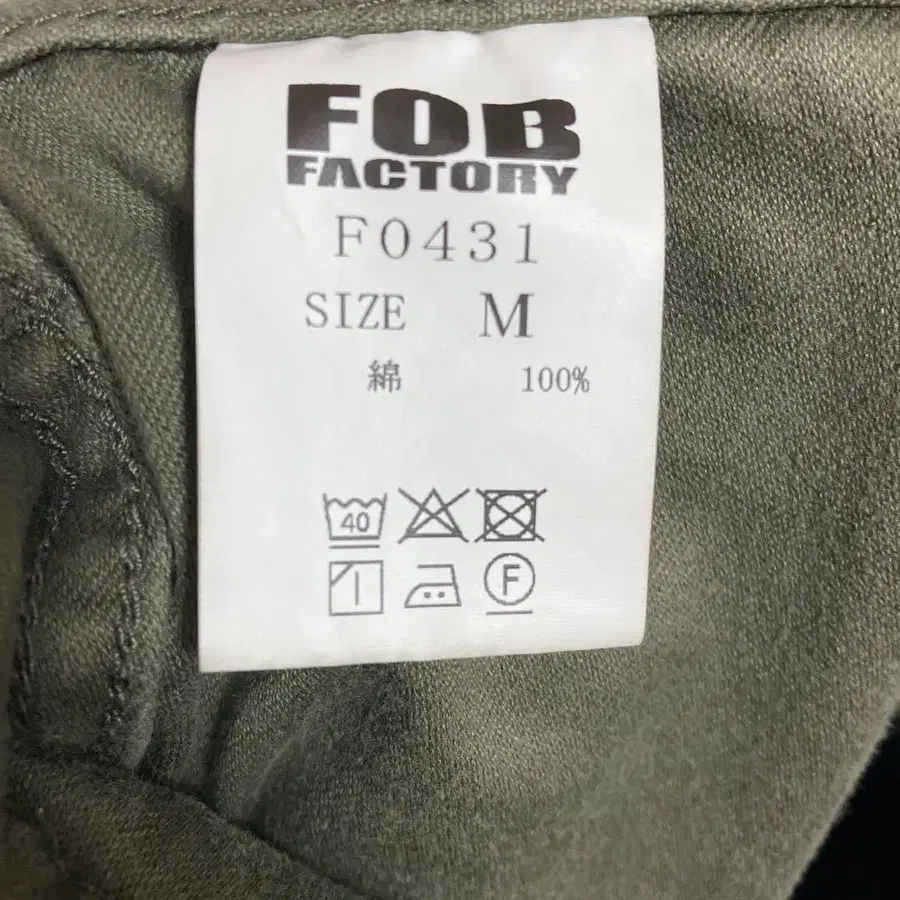 FOB
FACTORY
F0431
SIZE M
綿 100%
40
F